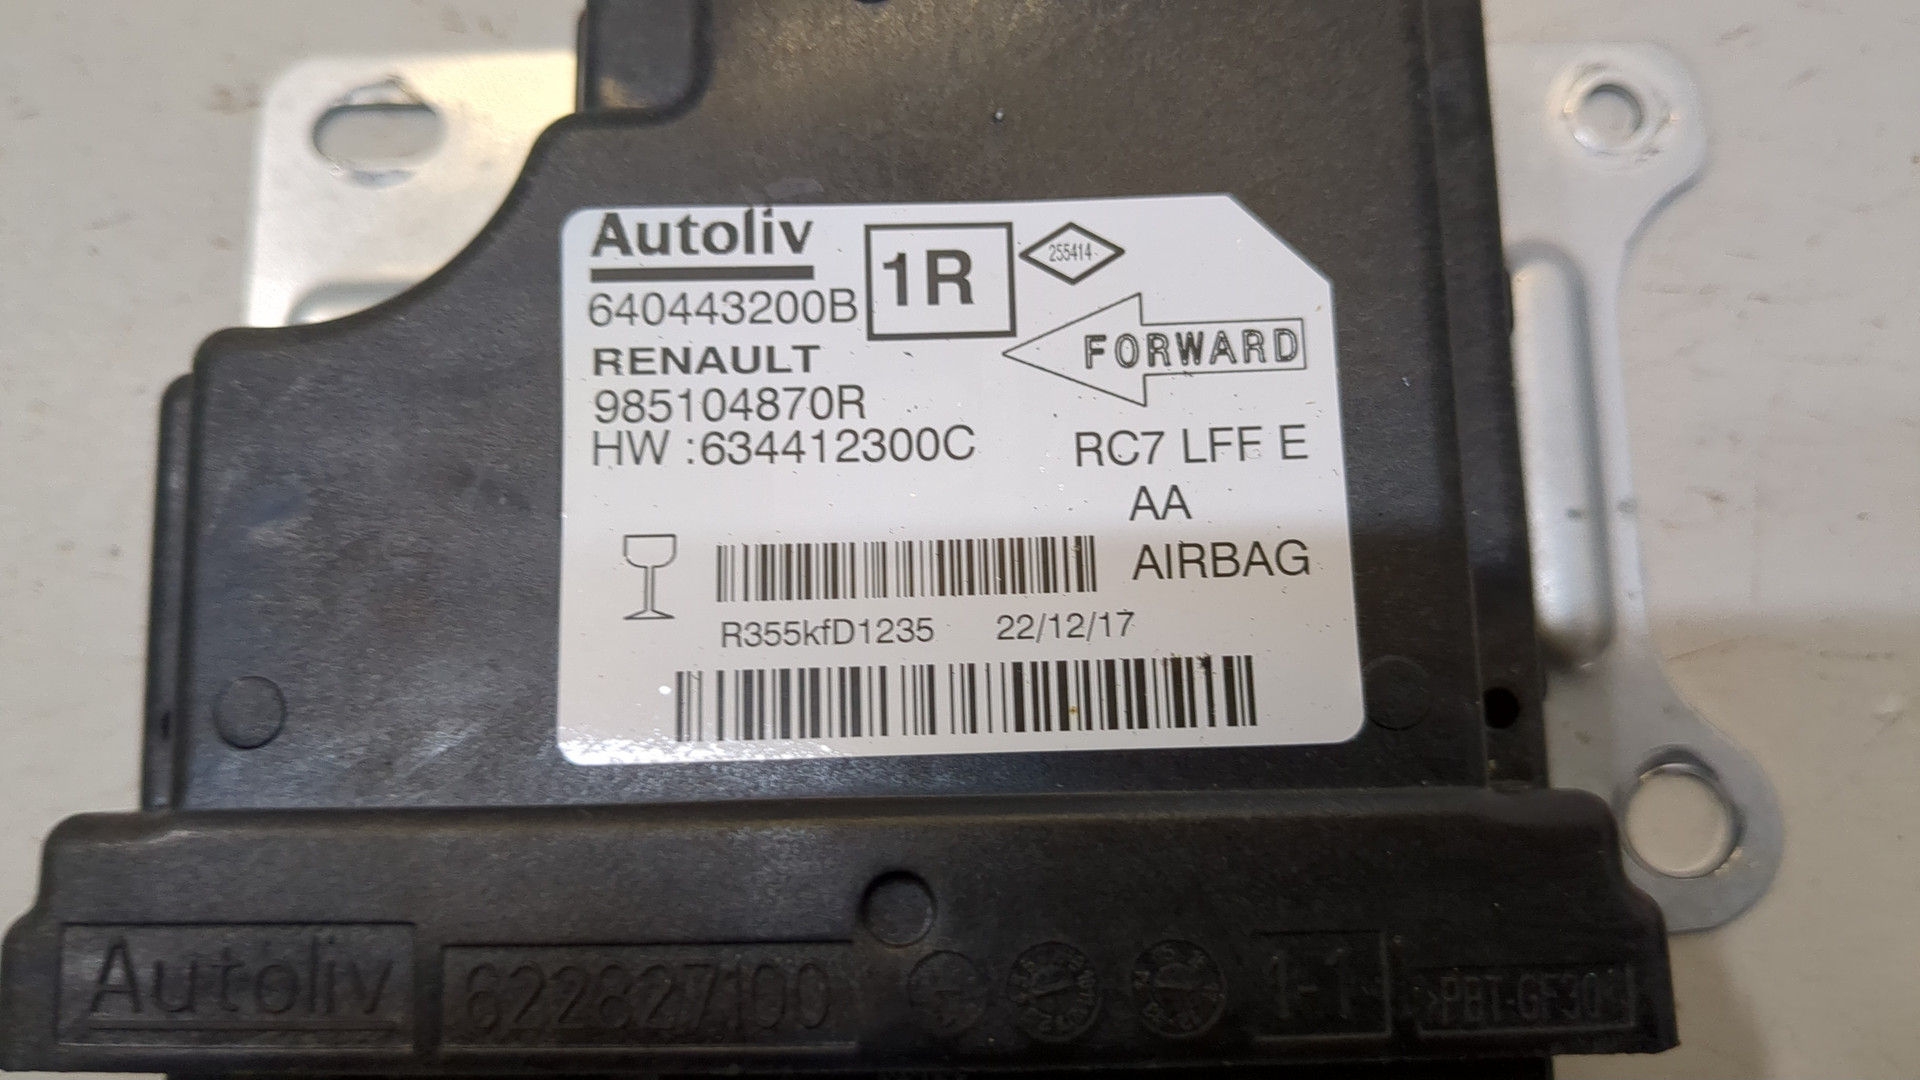 Autoliv
1R
255414
640443200B
FORWARD
RENAULT
985104870R
HW :634412300C
RC7 LFF E
AA
AIRBAG
R355kfD1235 22/12/17
Autoliv
622827100
1-1
>PBT-GF30<